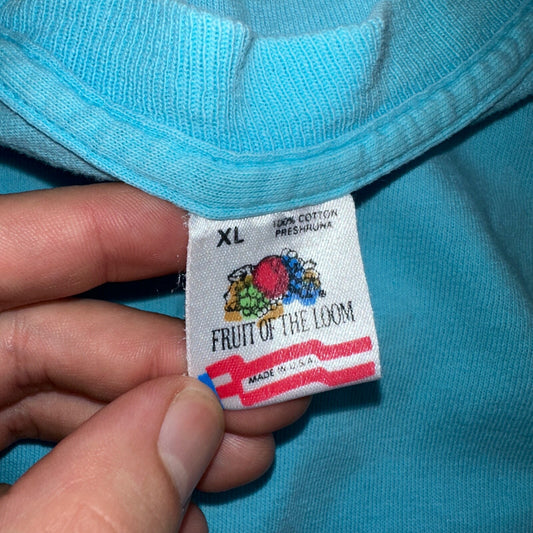 XL
100% COTTON
PRESHRUNK
FRUIT OF THE LOOM
MADE IN U.S.A.